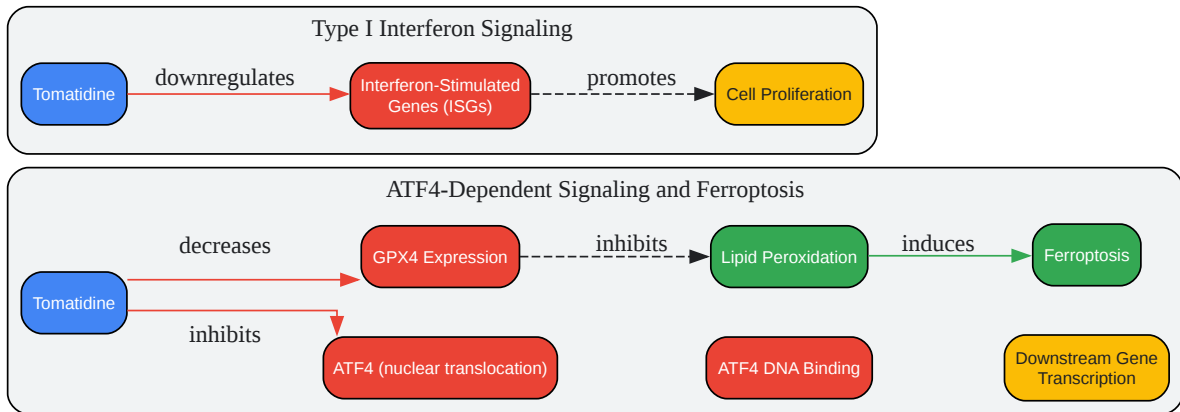 Type I Interferon Signaling
Tomatidine
downregulates
Interferon-Stimulated
Genes (ISGs)
promotes
Cell Proliferation
ATF4-Dependent Signaling and Ferroptosis
Tomatidine
decreases
GPX4 Expression
inhibits
Lipid Peroxidation
induces
Ferroptosis
inhibits
ATF4 (nuclear translocation)
ATF4 DNA Binding
Downstream Gene
Transcription